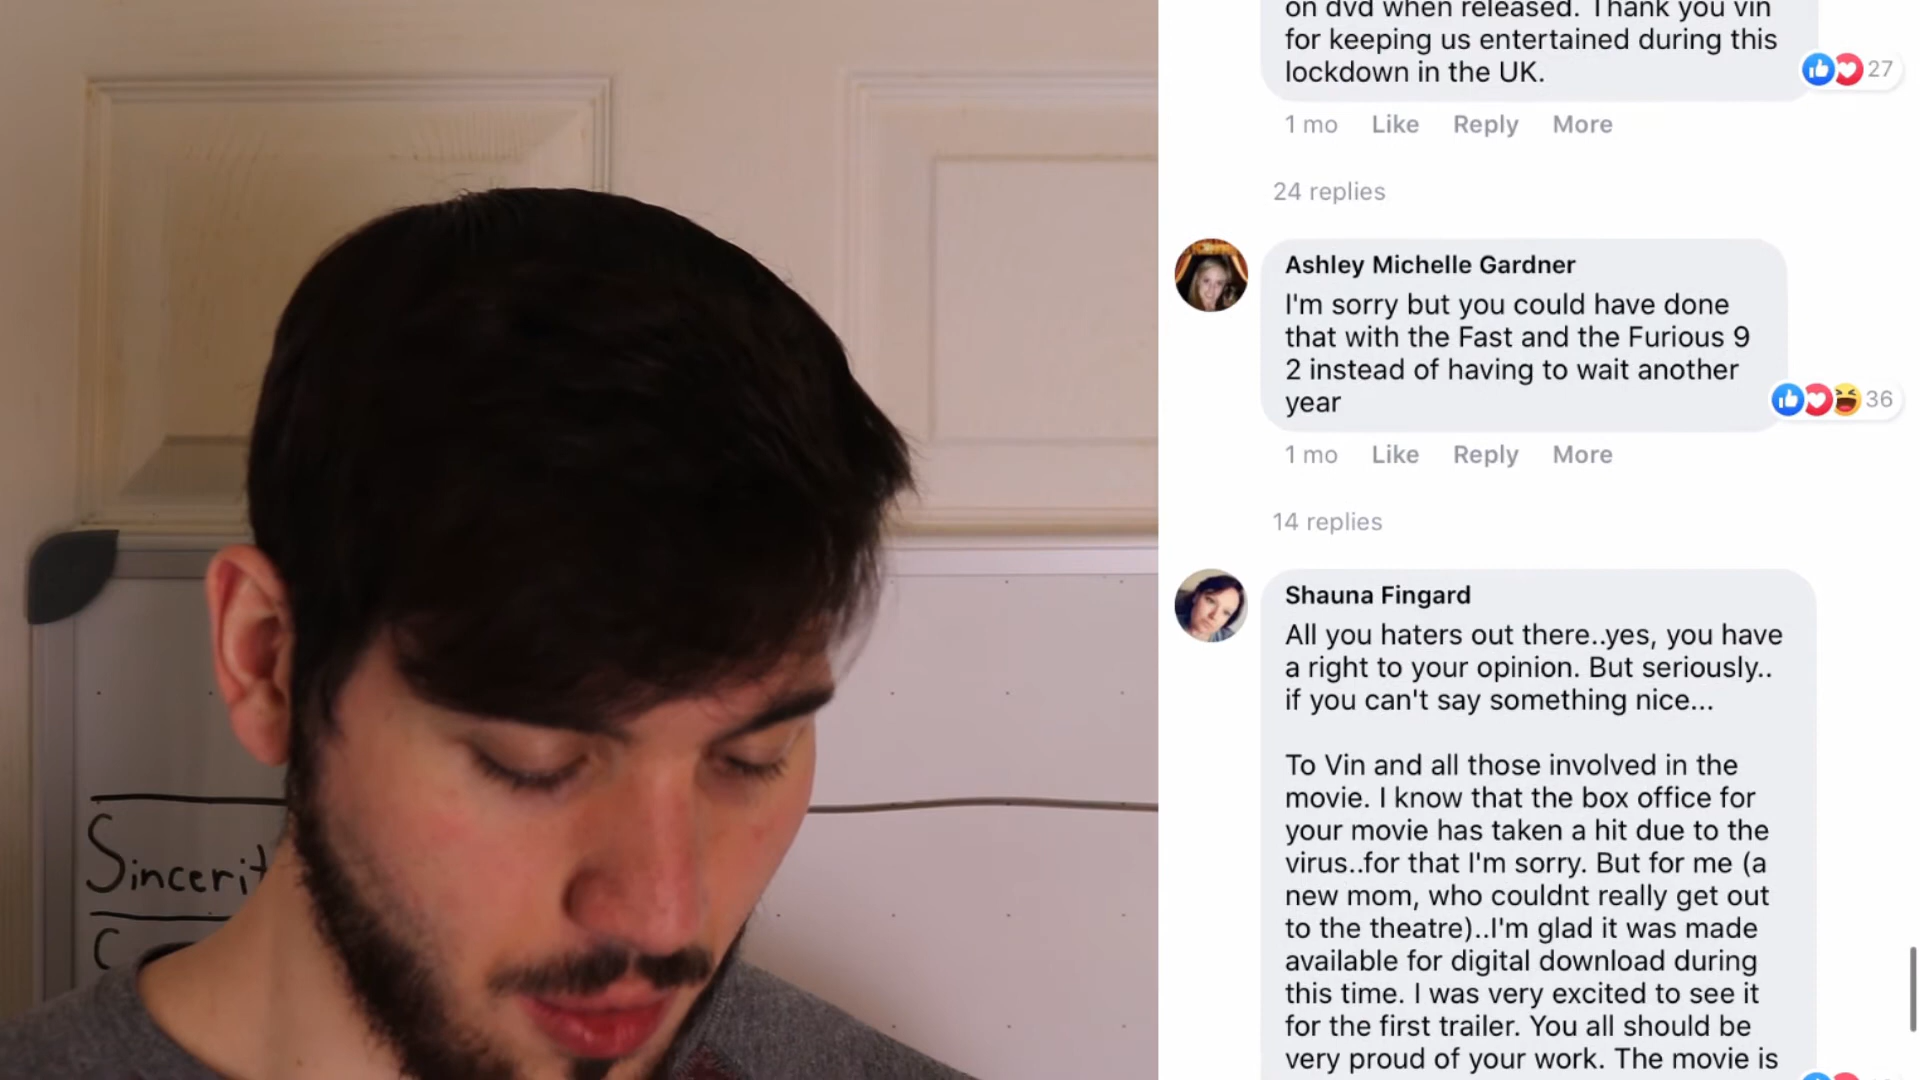 on dvd when released. Thank you vin
for keeping us entertained during this
lockdown in the UK.
27
1 mo Like Reply More
24 replies
Ashley Michelle Gardner
I'm sorry but you could have done
that with the Fast and the Furious 9
2 instead of having to wait another
year
36
1 mo Like Reply More
14 replies
Shauna Fingard
All you haters out there..yes, you have
a right to your opinion. But seriously..
if you can't say something nice...
To Vin and all those involved in the
movie. I know that the box office for
your movie has taken a hit due to the
virus..for that I'm sorry. But for me (a
new mom, who couldnt really get out
to the theatre)..I'm glad it was made
available for digital download during
this time. I was very excited to see it
for the first trailer. You all should be
very proud of your work. The movie is
Sincerit
C